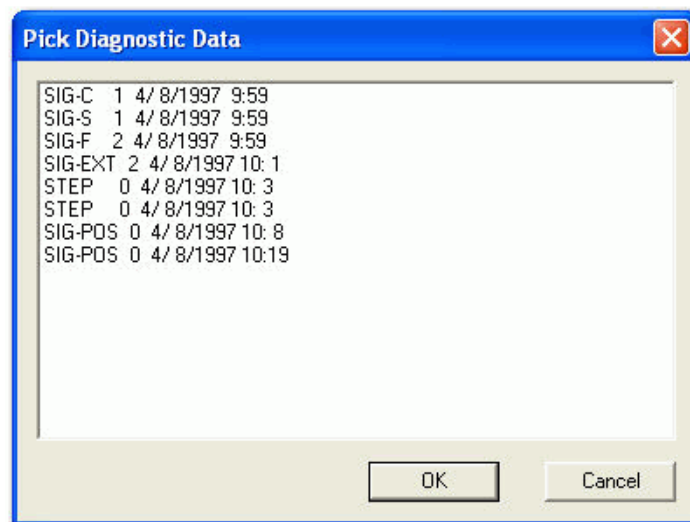 Pick Diagnostic Data
SIG-C 1 4/ 8/1997 9:59
SIG-S 1 4/ 8/1997 9:59
SIG-F 2 4/ 8/1997 9:59
SIG-EXT 2 4/ 8/1997 10: 1
STEP 0 4/ 8/1997 10: 3
STEP 0 4/ 8/1997 10: 3
SIG-POS 0 4/ 8/1997 10: 8
SIG-POS 0 4/ 8/1997 10:19
OK Cancel